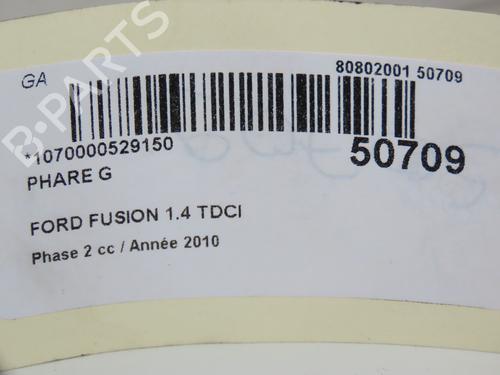 GA
80802001 50709
*1070000529150
50709
PHARE G
FORD FUSION 1.4 TDCI
Phase 2 cc / Année 2010
B-PARTS